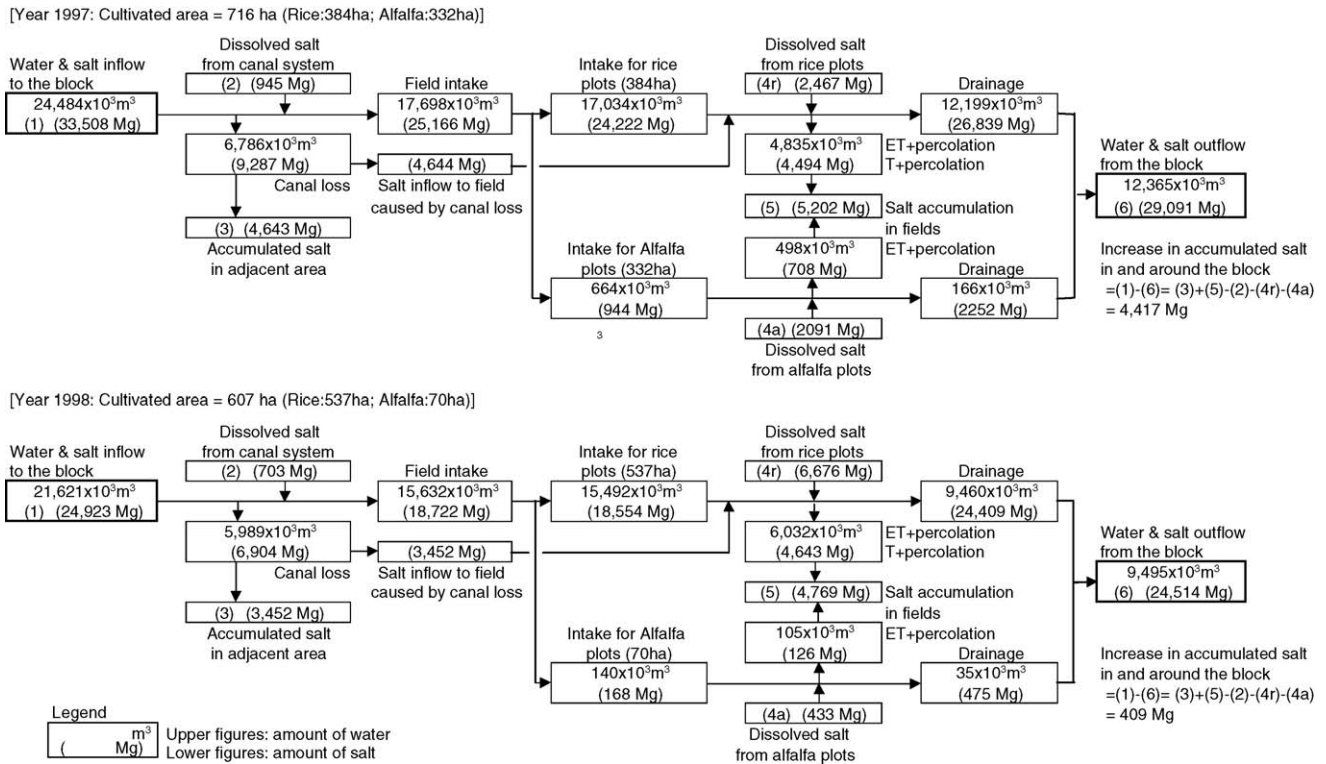 [Year 1997: Cultivated area = 716 ha (Rice:384ha; Alfalfa:332ha)]
Water & salt inflow
to the block
24,484x10³m³
(1) (33,508 Mg)
Dissolved salt
from canal system
(2) (945 Mg)
6,786x10³m³
(9,287 Mg)
Canal loss
(3) (4,643 Mg)
Accumulated salt
in adjacent area
Field intake
17,698x10³m³
(25,166 Mg)
(4,644 Mg)
Salt inflow to field
caused by canal loss
Intake for rice
plots (384ha)
17,034x10³m³
(24,222 Mg)
Intake for Alfalfa
plots (332ha)
664x10³m³
(944 Mg)
3
Dissolved salt
from rice plots
(4r) (2,467 Mg)
4,835x10³m³
(4,494 Mg)
ET+percolation
T+percolation
(5) (5,202 Mg)
Salt accumulation
in fields
498x10³m³
(708 Mg)
ET+percolation
(4a) (2091 Mg)
Dissolved salt
from alfalfa plots
Drainage
12,199x10³m³
(26,839 Mg)
Drainage
166x10³m³
(2252 Mg)
Water & salt outflow
from the block
12,365x10³m³
(6) (29,091 Mg)
Increase in accumulated salt
in and around the block
=(1)-(6)= (3)+(5)-(2)-(4r)-(4a)
= 4,417 Mg
[Year 1998: Cultivated area = 607 ha (Rice:537ha; Alfalfa:70ha)]
Water & salt inflow
to the block
21,621x10³m³
(1) (24,923 Mg)
Dissolved salt
from canal system
(2) (703 Mg)
5,989x10³m³
(6,904 Mg)
Canal loss
(3) (3,452 Mg)
Accumulated salt
in adjacent area
Field intake
15,632x10³m³
(18,722 Mg)
(3,452 Mg)
Salt inflow to field
caused by canal loss
Intake for rice
plots (537ha)
15,492x10³m³
(18,554 Mg)
Intake for Alfalfa
plots (70ha)
140x10³m³
(168 Mg)
Dissolved salt
from rice plots
(4r) (6,676 Mg)
6,032x10³m³
(4,643 Mg)
ET+percolation
T+percolation
(5) (4,769 Mg)
Salt accumulation
in fields
105x10³m³
(126 Mg)
ET+percolation
(4a) (433 Mg)
Dissolved salt
from alfalfa plots
Drainage
9,460x10³m³
(24,409 Mg)
Drainage
35x10³m³
(475 Mg)
Water & salt outflow
from the block
9,495x10³m³
(6) (24,514 Mg)
Increase in accumulated salt
in and around the block
=(1)-(6)= (3)+(5)-(2)-(4r)-(4a)
= 409 Mg
Legend
m³
( Mg)
Upper figures: amount of water
Lower figures: amount of salt